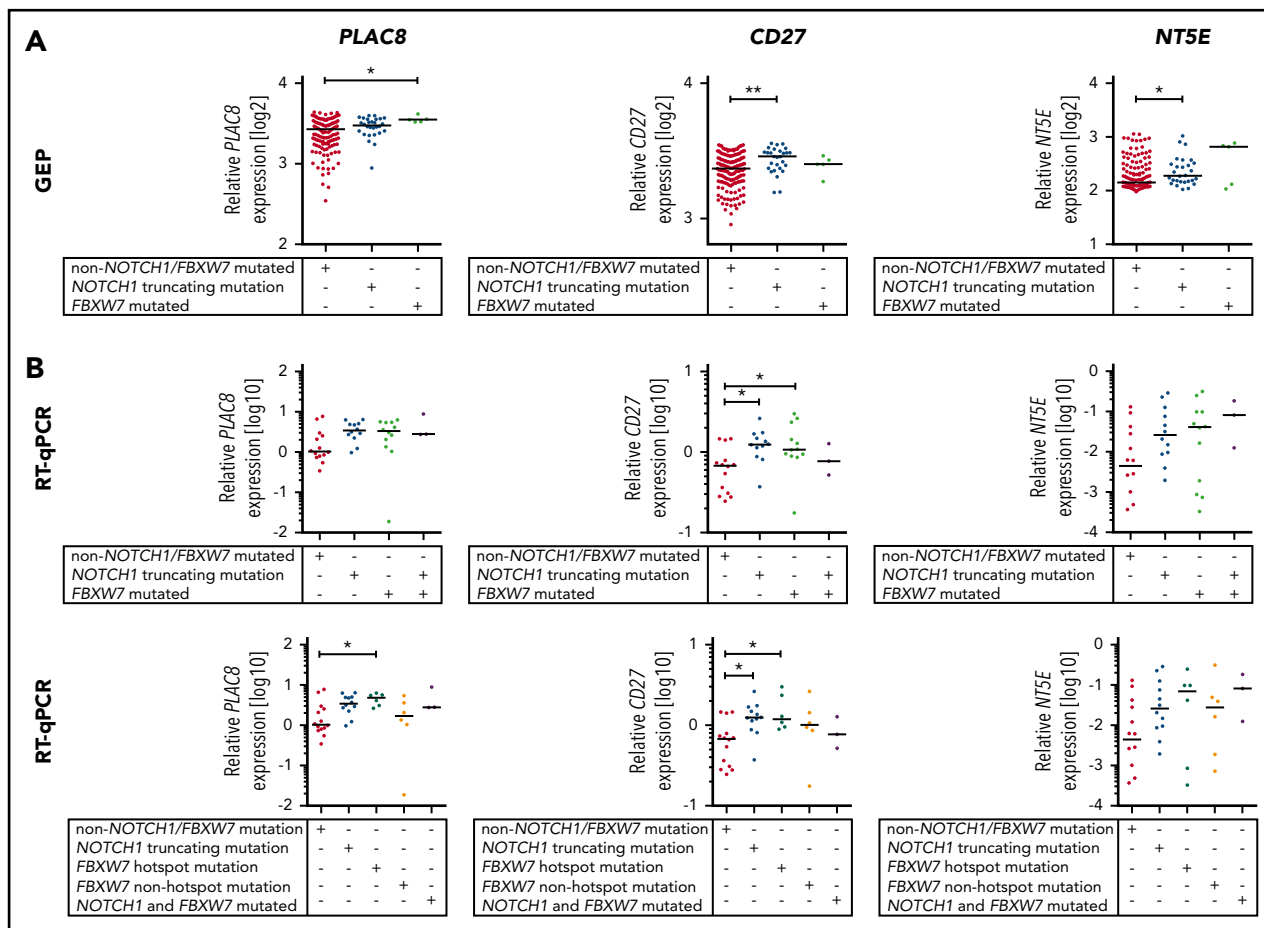 A
PLAC8
CD27
NT5E
GEP
Relative PLAC8
expression [log2]
4
3
2
*
non-NOTCH1/FBXW7 mutated + - -
NOTCH1 truncating mutation - + -
FBXW7 mutated - - +
Relative CD27
expression [log2]
4
3
**
non-NOTCH1/FBXW7 mutated + - -
NOTCH1 truncating mutation - + -
FBXW7 mutated - - +
Relative NT5E
expression [log2]
4
3
2
1
*
non-NOTCH1/FBXW7 mutated + - -
NOTCH1 truncating mutation - + -
FBXW7 mutated - - +
B
RT-qPCR
Relative PLAC8
expression [log10]
2
1
0
-1
-2
non-NOTCH1/FBXW7 mutated + - - -
NOTCH1 truncating mutation - + - +
FBXW7 mutated - - + +
Relative CD27
expression [log10]
1
0
-1
*
*
non-NOTCH1/FBXW7 mutated + - - -
NOTCH1 truncating mutation - + - +
FBXW7 mutated - - + +
Relative NT5E
expression [log10]
-0
-1
-2
-3
-4
non-NOTCH1/FBXW7 mutated + - - -
NOTCH1 truncating mutation - + - +
FBXW7 mutated - - + +
RT-qPCR
Relative PLAC8
expression [log10]
2
1
0
-1
-2
*
non-NOTCH1/FBXW7 mutation + - - - -
NOTCH1 truncating mutation - + - - -
FBXW7 hotspot mutation - - + - -
FBXW7 non-hotspot mutation - - - + -
NOTCH1 and FBXW7 mutated - - - - +
Relative CD27
expression [log10]
1
0
-1
*
*
non-NOTCH1/FBXW7 mutation + - - - -
NOTCH1 truncating mutation - + - - -
FBXW7 hotspot mutation - - + - -
FBXW7 non-hotspot mutation - - - + -
NOTCH1 and FBXW7 mutated - - - - +
Relative NT5E
expression [log10]
-0
-1
-2
-3
-4
non-NOTCH1/FBXW7 mutation + - - - -
NOTCH1 truncating mutation - + - - -
FBXW7 hotspot mutation - - + - -
FBXW7 non-hotspot mutation - - - + -
NOTCH1 and FBXW7 mutated - - - - +